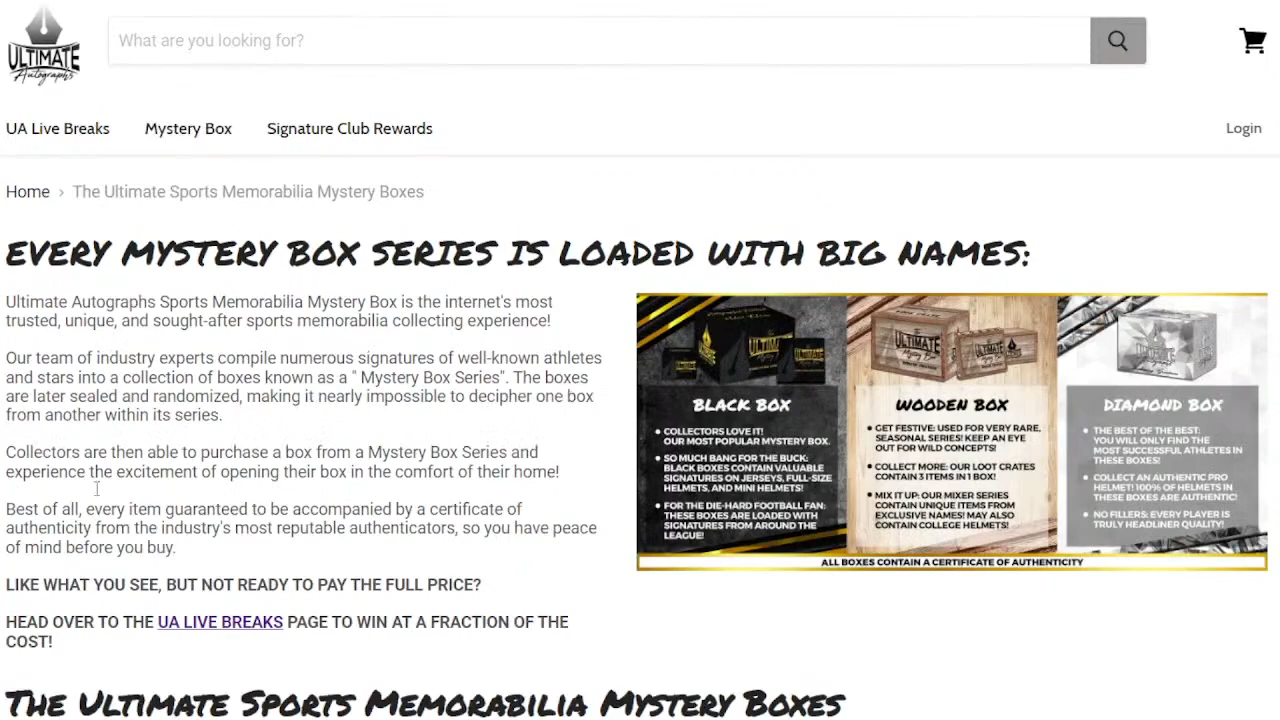 ULTIMATE
Autographs
What are you looking for?
UA Live Breaks
Mystery Box
Signature Club Rewards
Login
Home › The Ultimate Sports Memorabilia Mystery Boxes
EVERY MYSTERY BOX SERIES IS LOADED WITH BIG NAMES:
Ultimate Autographs Sports Memorabilia Mystery Box is the internet's most
trusted, unique, and sought-after sports memorabilia collecting experience!
Our team of industry experts compile numerous signatures of well-known athletes
and stars into a collection of boxes known as a " Mystery Box Series". The boxes
are later sealed and randomized, making it nearly impossible to decipher one box
from another within its series.
Collectors are then able to purchase a box from a Mystery Box Series and
experience the excitement of opening their box in the comfort of their home!
Best of all, every item guaranteed to be accompanied by a certificate of
authenticity from the industry's most reputable authenticators, so you have peace
of mind before you buy.
LIKE WHAT YOU SEE, BUT NOT READY TO PAY THE FULL PRICE?
HEAD OVER TO THE UA LIVE BREAKS PAGE TO WIN AT A FRACTION OF THE
COST!
BLACK BOX
• COLLECTORS LOVE IT!
OUR MOST POPULAR MYSTERY BOX.
• SO MUCH BANG FOR THE BUCK:
BLACK BOXES CONTAIN VALUABLE
SIGNATURES ON JERSEYS, FULL-SIZE
HELMETS, AND MINI HELMETS!
• FOR THE DIE-HARD FOOTBALL FAN:
THESE BOXES ARE LOADED WITH
SIGNATURES FROM AROUND THE
LEAGUE!
ULTIMATE
WOODEN BOX
• GET FESTIVE: USED FOR VERY RARE,
SEASONAL SERIES! KEEP AN EYE
OUT FOR WILD CONCEPTS!
• COLLECT MORE: OUR LOOT CRATES
CONTAIN 3 ITEMS IN 1 BOX!
• MIX IT UP: OUR MIXER SERIES
CONTAIN UNIQUE ITEMS FROM
EXCLUSIVE NAMES! MAY ALSO
CONTAIN COLLEGE HELMETS!
DIAMOND BOX
• THE BEST OF THE BEST:
YOU WILL ONLY FIND THE
MOST SUCCESSFUL ATHLETES IN
THESE BOXES!
• COLLECT AN AUTHENTIC PRO
HELMET! 100% OF HELMETS IN
THESE BOXES ARE AUTHENTIC!
• NO FILLERS: EVERY PLAYER IS
TRULY HEADLINER QUALITY!
ALL BOXES CONTAIN A CERTIFICATE OF AUTHENTICITY
THE ULTIMATE SPORTS MEMORABILIA MYSTERY BOXES